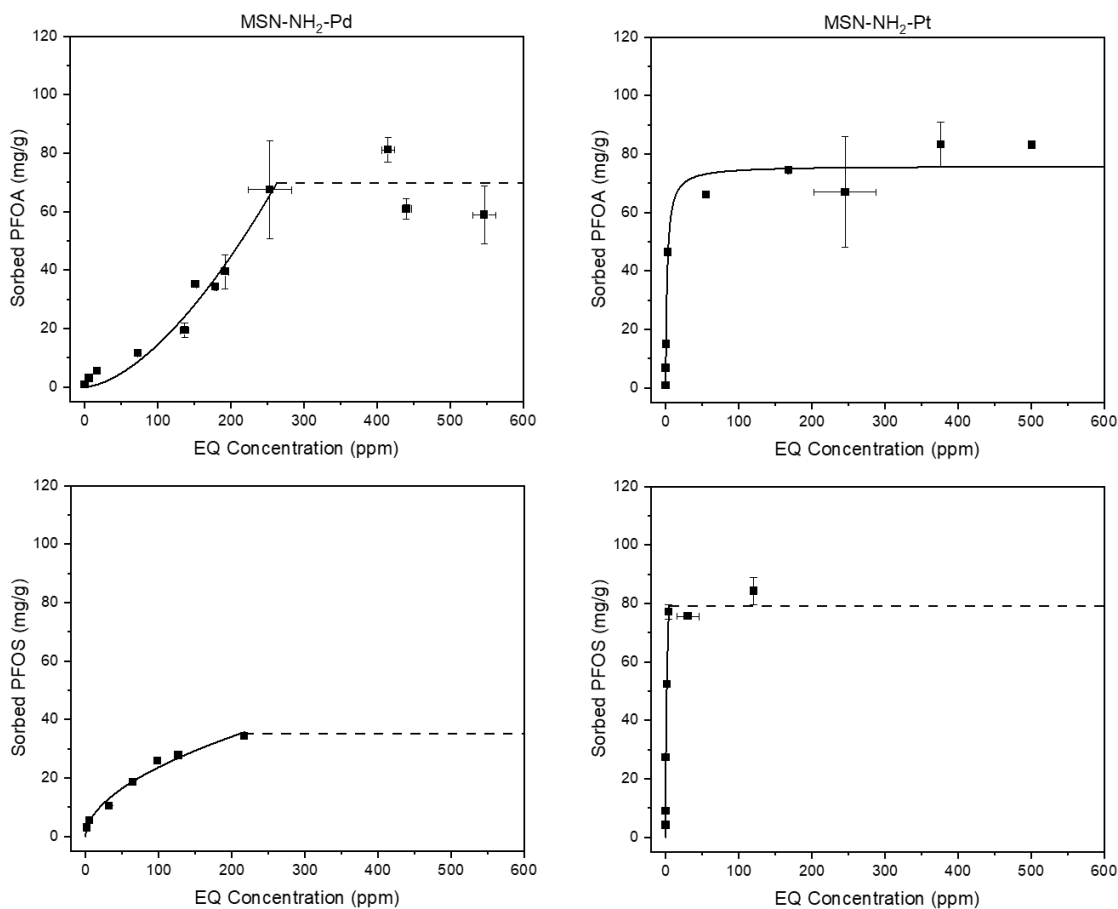 MSN-NH₂-Pd
120
100
80
60
40
20
0
Sorbed PFOA (mg/g)
0 100 200 300 400 500 600
EQ Concentration (ppm)
MSN-NH₂-Pt
120
100
80
60
40
20
0
Sorbed PFOA (mg/g)
0 100 200 300 400 500 600
EQ Concentration (ppm)
120
100
80
60
40
20
0
Sorbed PFOS (mg/g)
0 100 200 300 400 500 600
EQ Concentration (ppm)
120
100
80
60
40
20
0
Sorbed PFOS (mg/g)
0 100 200 300 400 500 600
EQ Concentration (ppm)